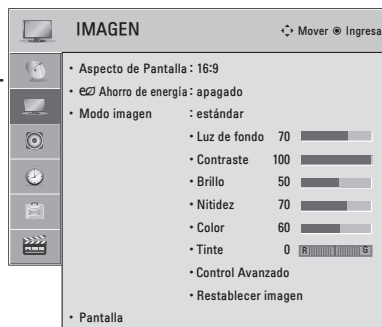 IMAGEN Mover Ingresa
• Aspecto de Pantalla : 16:9
• Ahorro de energía : apagado
• Modo imagen : estándar
• Luz de fondo 70
• Contraste 100
• Brillo 50
• Nitidez 70
• Color 60
• Tinte 0 R G
• Control Avanzado
• Restablecer imagen
• Pantalla